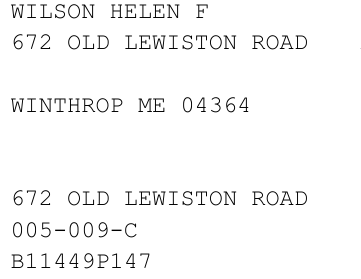 WILSON HELEN F
672 OLD LEWISTON ROAD
WINTHROP ME 04364
672 OLD LEWISTON ROAD
005-009-C
B11449P147